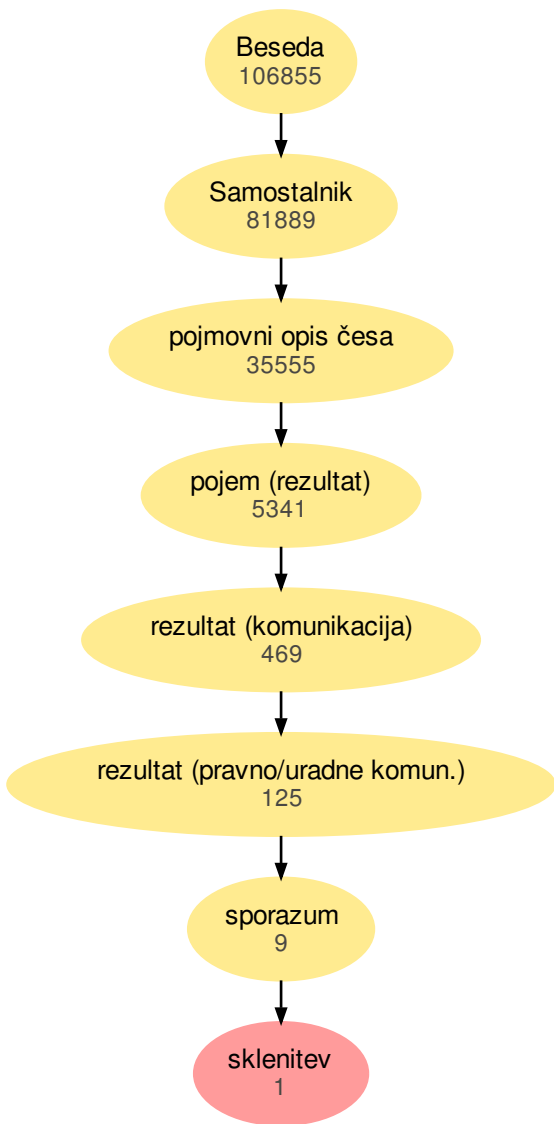 Beseda
106855
Samostalnik
81889
pojmovni opis česa
35555
pojem (rezultat)
5341
rezultat (komunikacija)
469
rezultat (pravno/uradne komun.)
125
sporazum
9
sklenitev
1